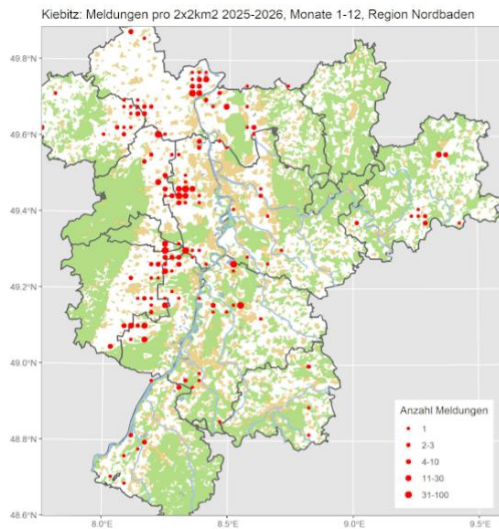 Kiebitz: Meldungen pro 2x2km2 2025-2026, Monate 1-12, Region Nordbaden
49.8°N
49.6°N
49.4°N
49.2°N
49.0°N
48.8°N
48.6°N
8.0°E
8.5°E
9.0°E
9.5°E
Anzahl Meldungen
1
2-3
4-10
11-30
31-100